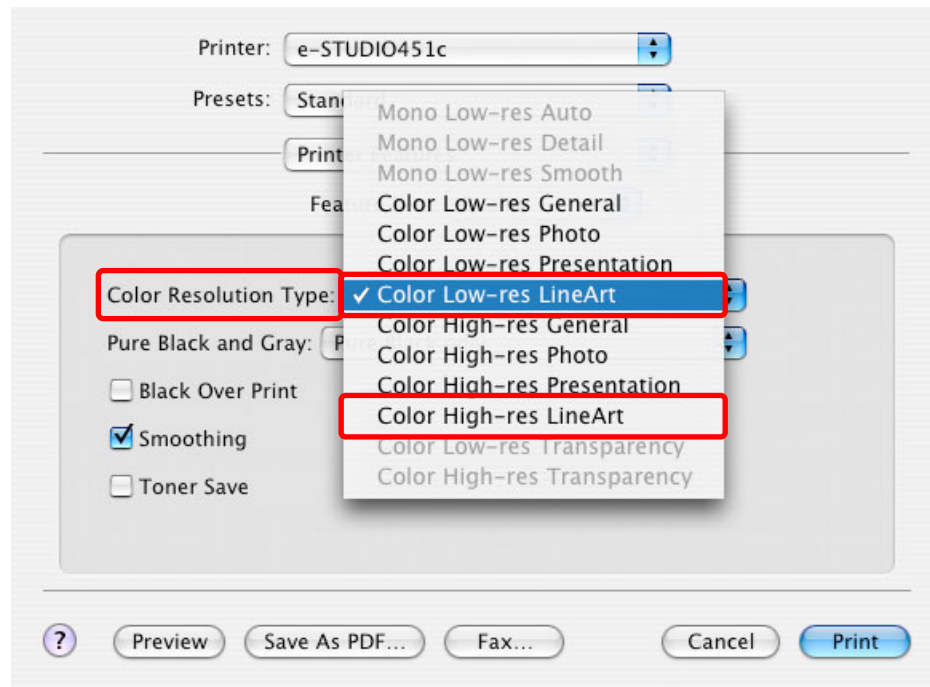 Printer: e-STUDIO451c
Presets: Stan
Mono Low-res Auto
Mono Low-res Detail
Print
Mono Low-res Smooth
Fea Color Low-res General
Color Low-res Photo
Color Low-res Presentation
Color Resolution Type: ✓ Color Low-res LineArt
Color High-res General
Pure Black and Gray: P
Color High-res Photo
Color High-res Presentation
Black Over Print
Color High-res LineArt
Smoothing
Color Low-res Transparency
Color High-res Transparency
Toner Save
? Preview Save As PDF... Fax... Cancel Print